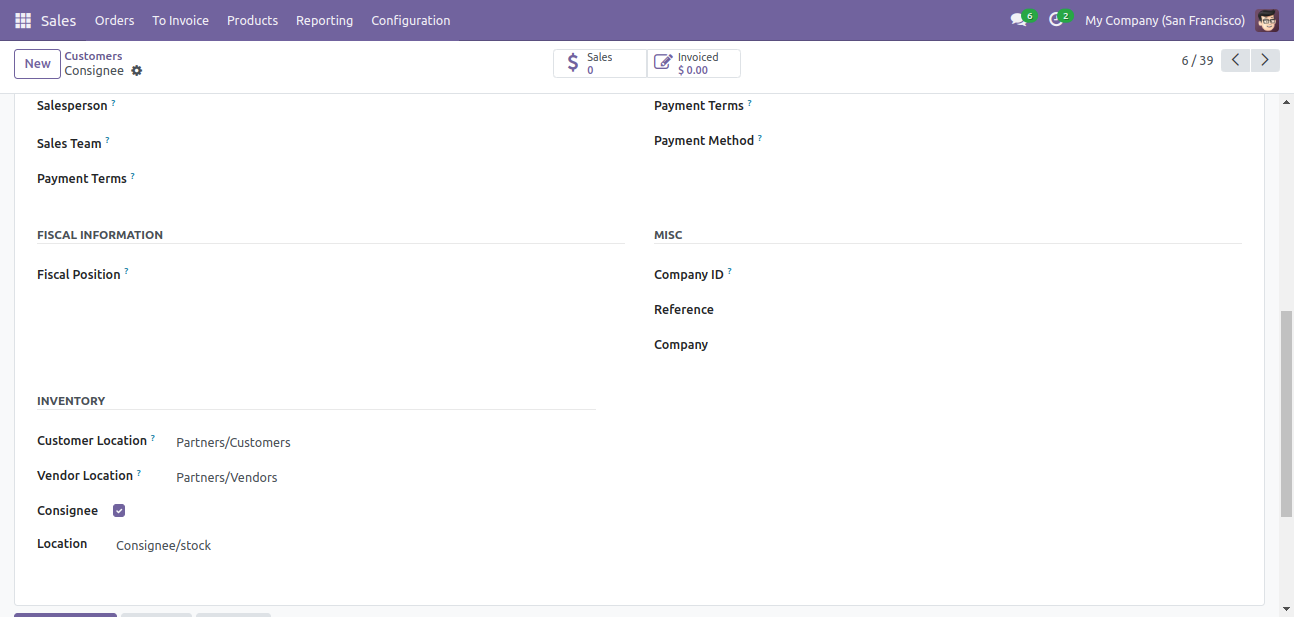 Sales Orders To Invoice Products Reporting Configuration 6 2 My Company (San Francisco)
New Customers Sales Invoiced 6 / 39
Consignee 0 $ 0.00
Salesperson ? Payment Terms ?
Sales Team ? Payment Method ?
Payment Terms ?
FISCAL INFORMATION MISC
Fiscal Position ? Company ID ?
Reference
Company
INVENTORY
Customer Location ? Partners/Customers
Vendor Location ? Partners/Vendors
Consignee
Location Consignee/stock